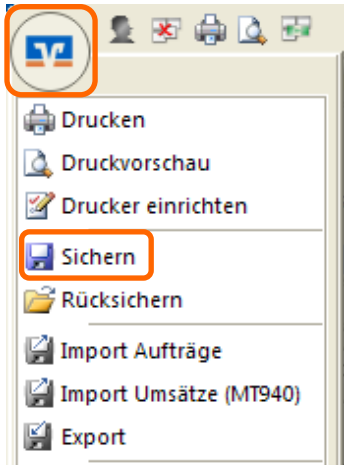 Drucken
Druckvorschau
Drucker einrichten
Sichern
Rücksichern
Import Aufträge
Import Umsätze (MT940)
Export